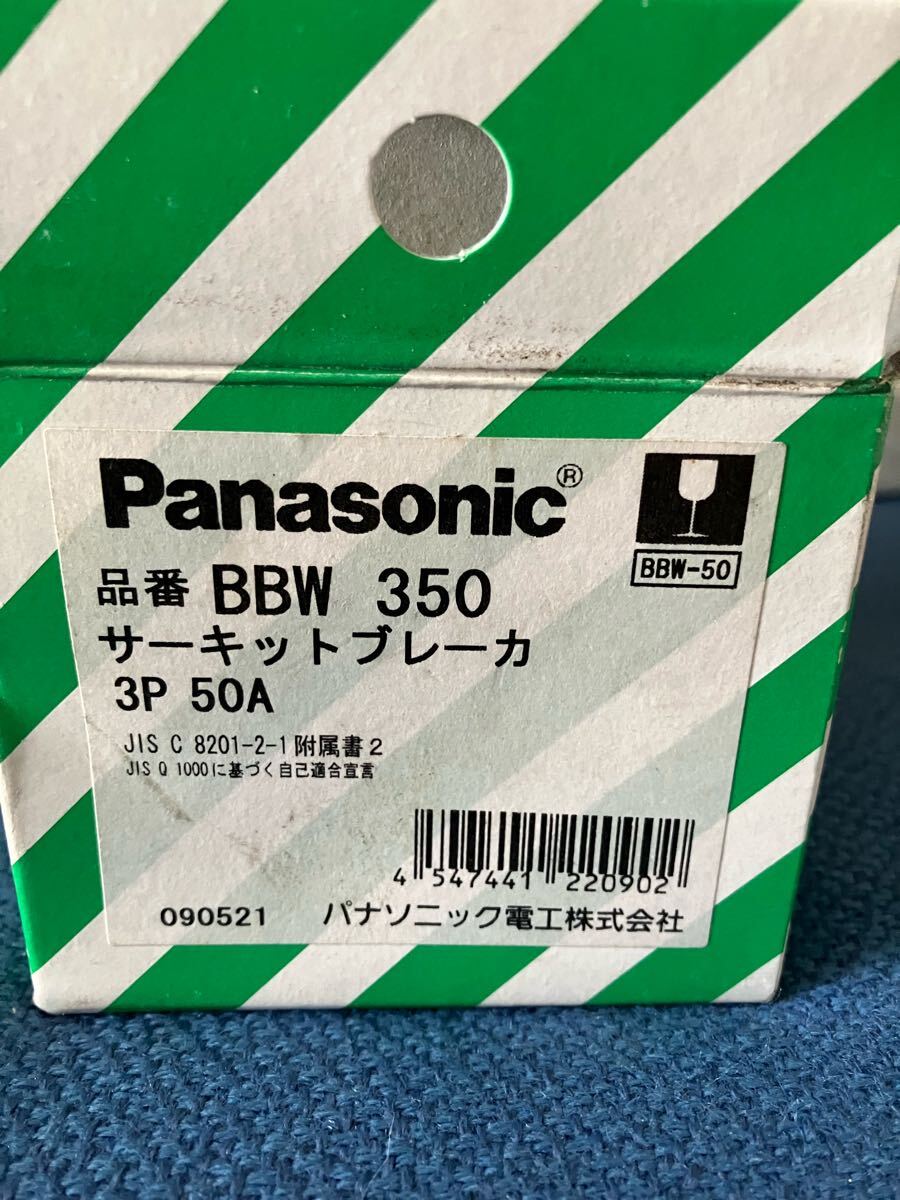 Panasonic®
BBW-50
品番 BBW 350
サーキットブレーカ
3P 50A
JIS C 8201-2-1附属書2
JIS Q 1000に基づく自己適合宣言
4 547441 220902
090521 パナソニック電工株式会社